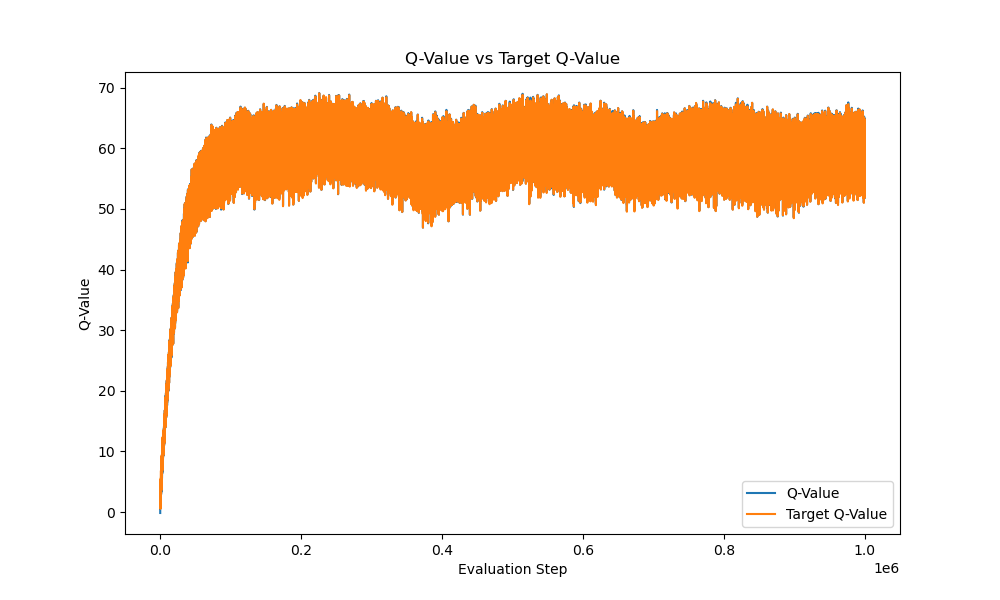 Q-Value vs Target Q-Value
70
60
50
40
30
20
10
0
Q-Value
Q-Value
Target Q-Value
0.0 0.2 0.4 0.6 0.8 1.0
1e6
Evaluation Step